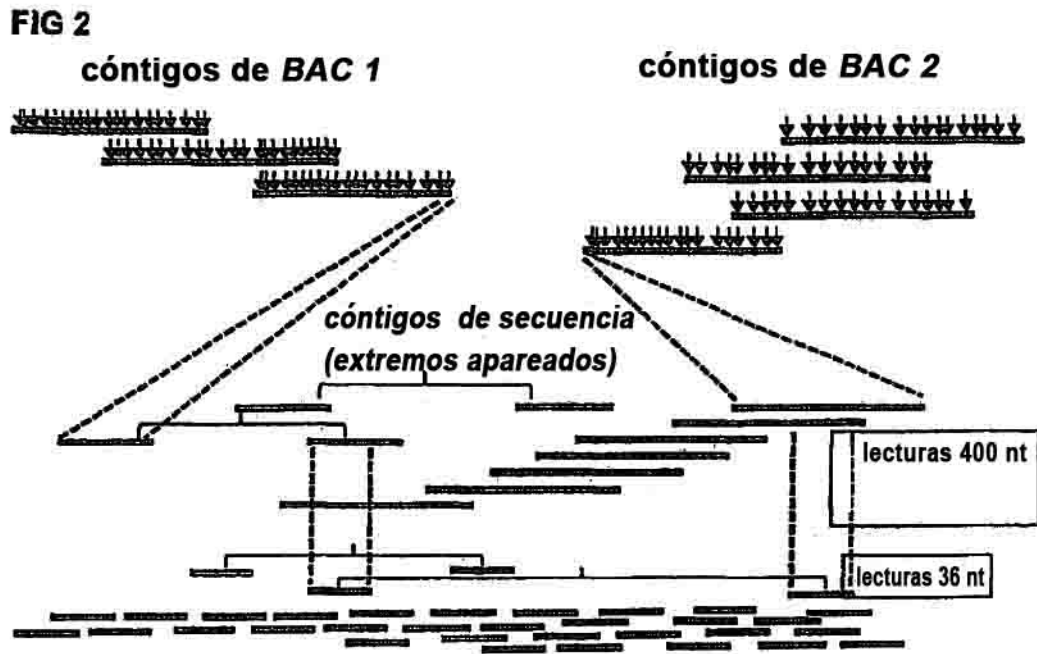 FIG 2
cóntigos de BAC 1
cóntigos de BAC 2
cóntigos de secuencia
(extremos apareados)
lecturas 400 nt
lecturas 36 nt